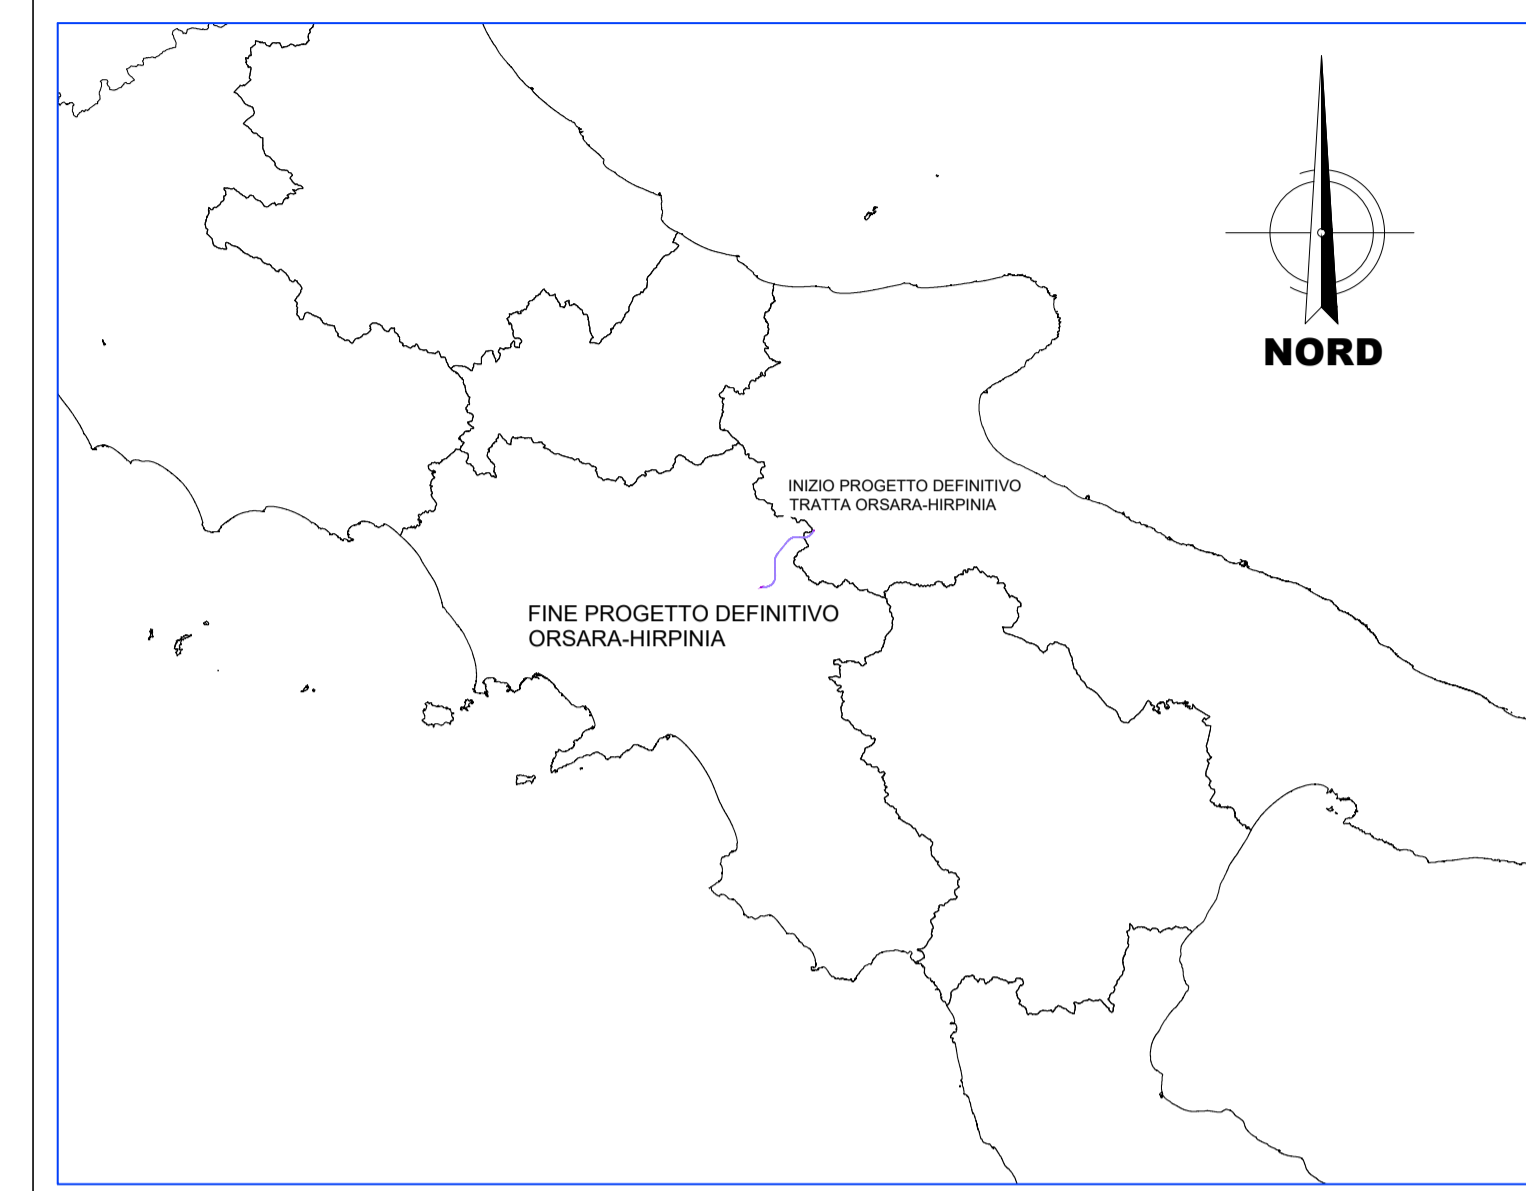 NORD
INIZIO PROGETTO DEFINITIVO
TRATTA ORSARA-HIRPINIA
FINE PROGETTO DEFINITIVO
ORSARA-HIRPINIA